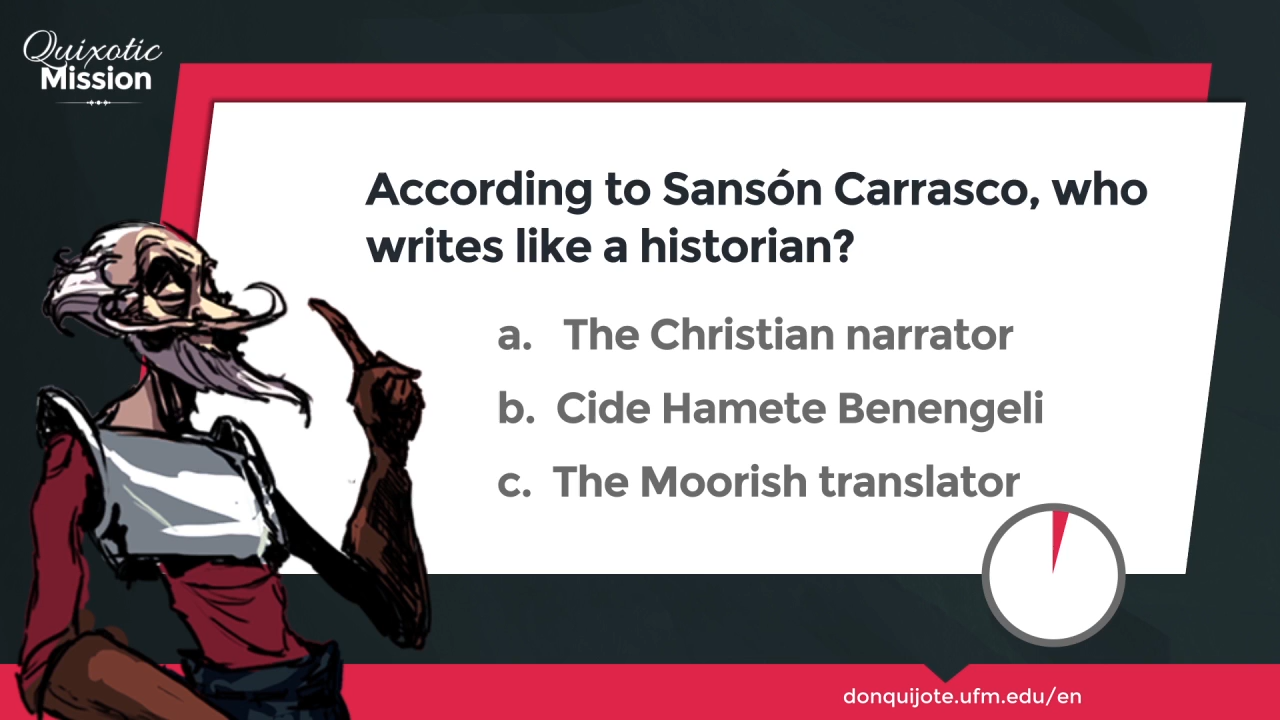 Quixotic
Mission
According to Sansón Carrasco, who
writes like a historian?
a. The Christian narrator
b. Cide Hamete Benengeli
c. The Moorish translator
donquijote.ufm.edu/en